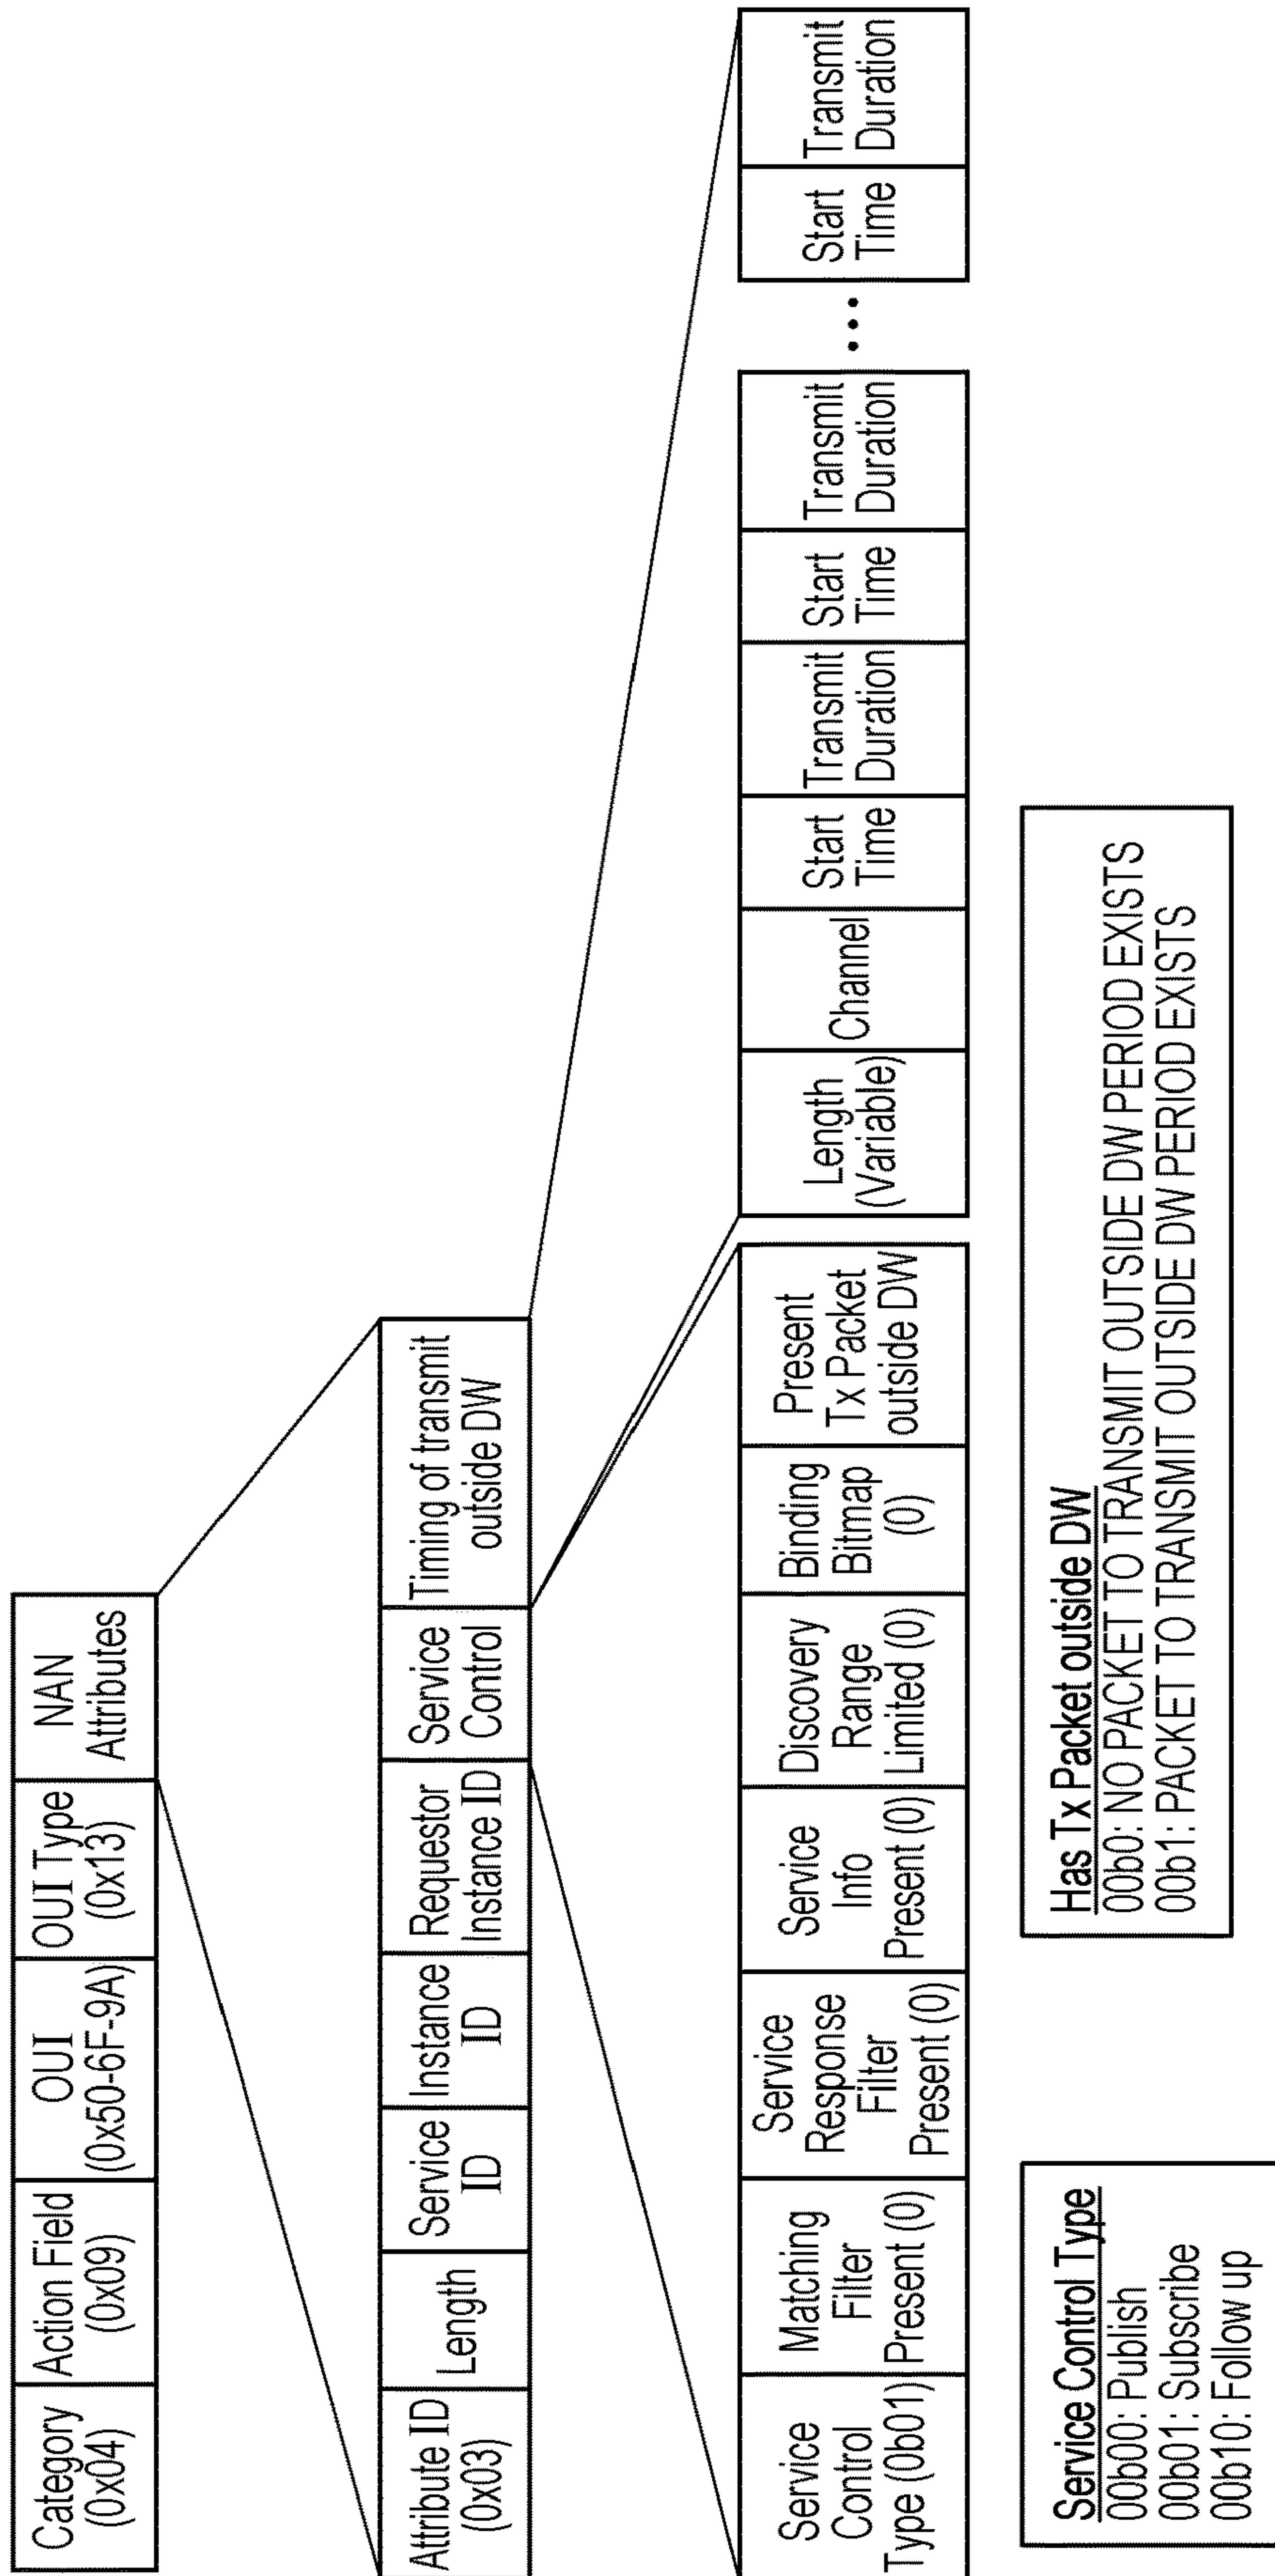 Category
(0x04)
Action Field
(0x09)
OUI
(0x50-6F-9A)
OUI Type
(0x13)
NAN
Attributes
Attribute ID
(0x03)
Length
Service
ID
Instance
ID
Requestor
Instance ID
Service
Control
Timing of transmit
outside DW
Service
Control
Type (0b01)
Matching
Filter
Present (0)
Service
Response
Filter
Present (0)
Service
Info
Present (0)
Discovery
Range
Limited (0)
Binding
Bitmap
(0)
Present
Tx Packet
outside DW
Length
(Variable)
Channel
Start
Time
Transmit
Duration
Start
Time
Transmit
Duration
...
Start
Time
Transmit
Duration
Service Control Type
00b00: Publish
00b01: Subscribe
00b10: Follow up
Has Tx Packet outside DW
00b0: NO PACKET TO TRANSMIT OUTSIDE DW PERIOD EXISTS
00b1: PACKET TO TRANSMIT OUTSIDE DW PERIOD EXISTS